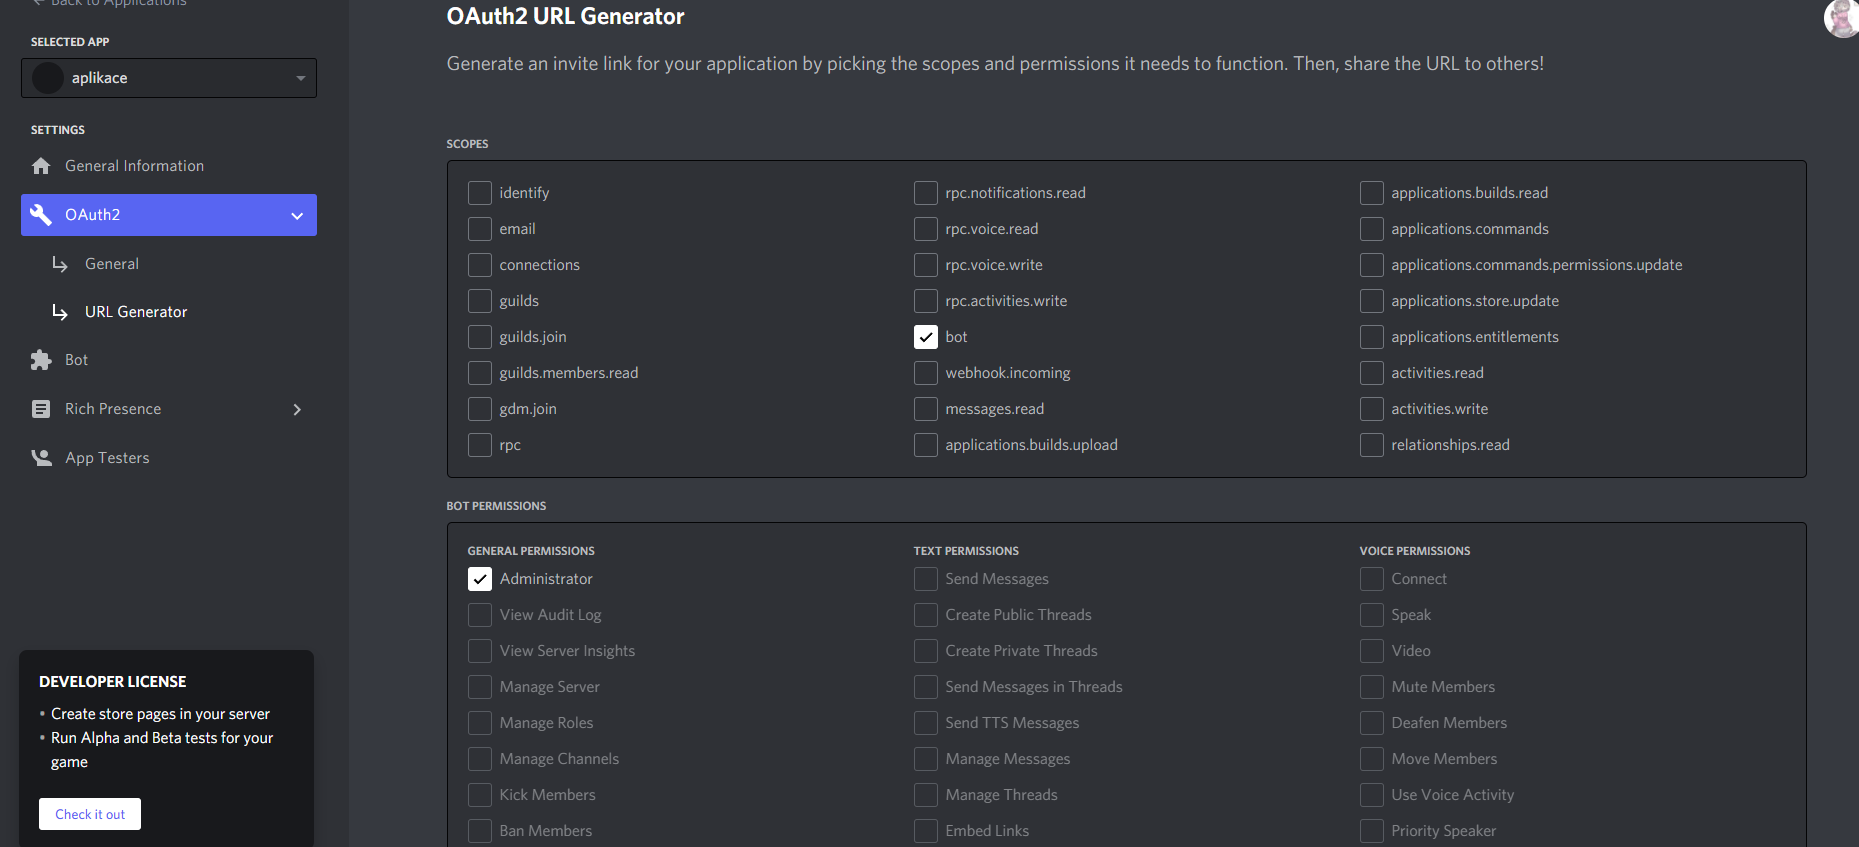 ← Back to Applications
SELECTED APP
aplikace
SETTINGS
General Information
OAuth2
General
URL Generator
Bot
Rich Presence
App Testers
DEVELOPER LICENSE
• Create store pages in your server
• Run Alpha and Beta tests for your
game
Check it out
OAuth2 URL Generator
Generate an invite link for your application by picking the scopes and permissions it needs to function. Then, share the URL to others!
SCOPES
identify
email
connections
guilds
guilds.join
guilds.members.read
gdm.join
rpc
rpc.notifications.read
rpc.voice.read
rpc.voice.write
rpc.activities.write
bot
webhook.incoming
messages.read
applications.builds.upload
applications.builds.read
applications.commands
applications.commands.permissions.update
applications.store.update
applications.entitlements
activities.read
activities.write
relationships.read
BOT PERMISSIONS
GENERAL PERMISSIONS
Administrator
View Audit Log
View Server Insights
Manage Server
Manage Roles
Manage Channels
Kick Members
Ban Members
TEXT PERMISSIONS
Send Messages
Create Public Threads
Create Private Threads
Send Messages in Threads
Send TTS Messages
Manage Messages
Manage Threads
Embed Links
VOICE PERMISSIONS
Connect
Speak
Video
Mute Members
Deafen Members
Move Members
Use Voice Activity
Priority Speaker